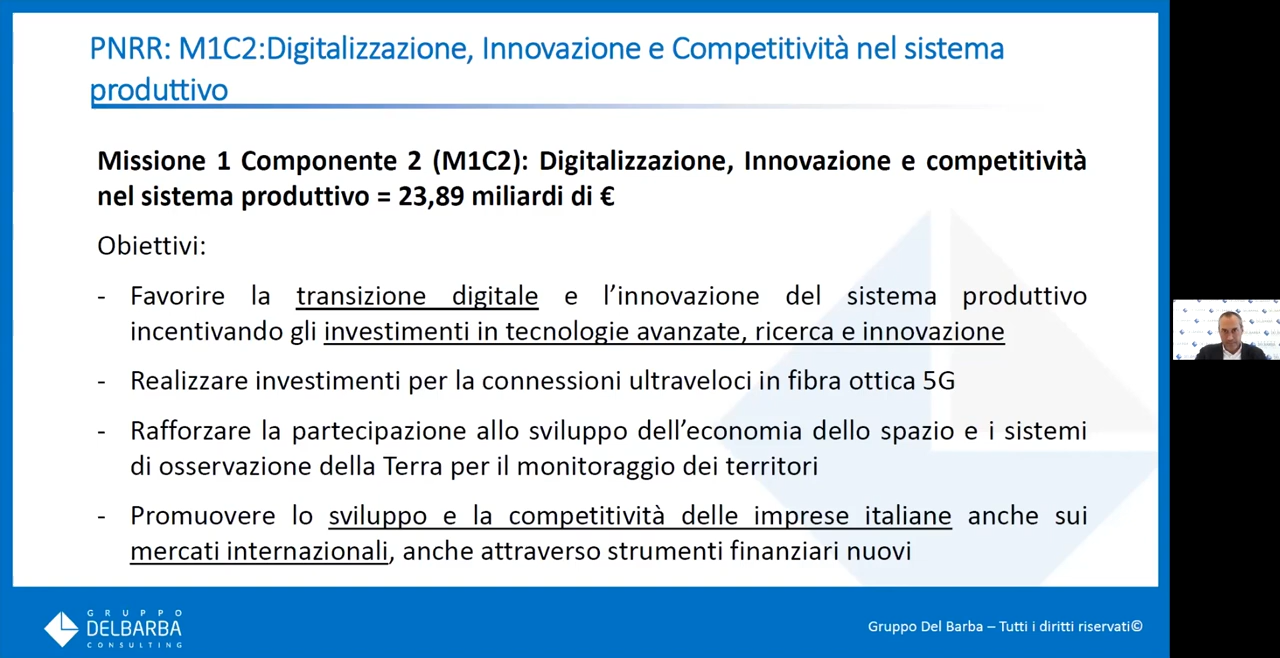 PNRR: M1C2:Digitalizzazione, Innovazione e Competitività nel sistema
produttivo
Missione 1 Componente 2 (M1C2): Digitalizzazione, Innovazione e competitività
nel sistema produttivo = 23,89 miliardi di €
Obiettivi:
- Favorire la transizione digitale e l’innovazione del sistema produttivo
incentivando gli investimenti in tecnologie avanzate, ricerca e innovazione
- Realizzare investimenti per la connessioni ultraveloci in fibra ottica 5G
- Rafforzare la partecipazione allo sviluppo dell’economia dello spazio e i sistemi
di osservazione della Terra per il monitoraggio dei territori
- Promuovere lo sviluppo e la competitività delle imprese italiane anche sui
mercati internazionali, anche attraverso strumenti finanziari nuovi
GRUPPO
DELBARBA
CONSULTING
Gruppo Del Barba – Tutti i diritti riservati©